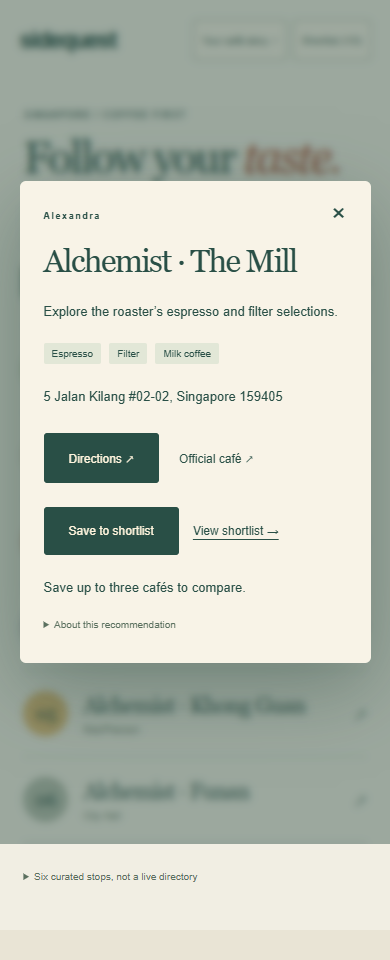 sidequest
Follow your taste.
Alexandra
×
Alchemist · The Mill
Explore the roaster's espresso and filter selections.
Espresso
Filter
Milk coffee
5 Jalan Kilang #02-02, Singapore 159405
Directions ↗
Official café ↗
Save to shortlist
View shortlist →
Save up to three cafés to compare.
▶ About this recommendation
Alchemist · Khong Guan
Alchemist · Funan
▶ Six curated stops, not a live directory